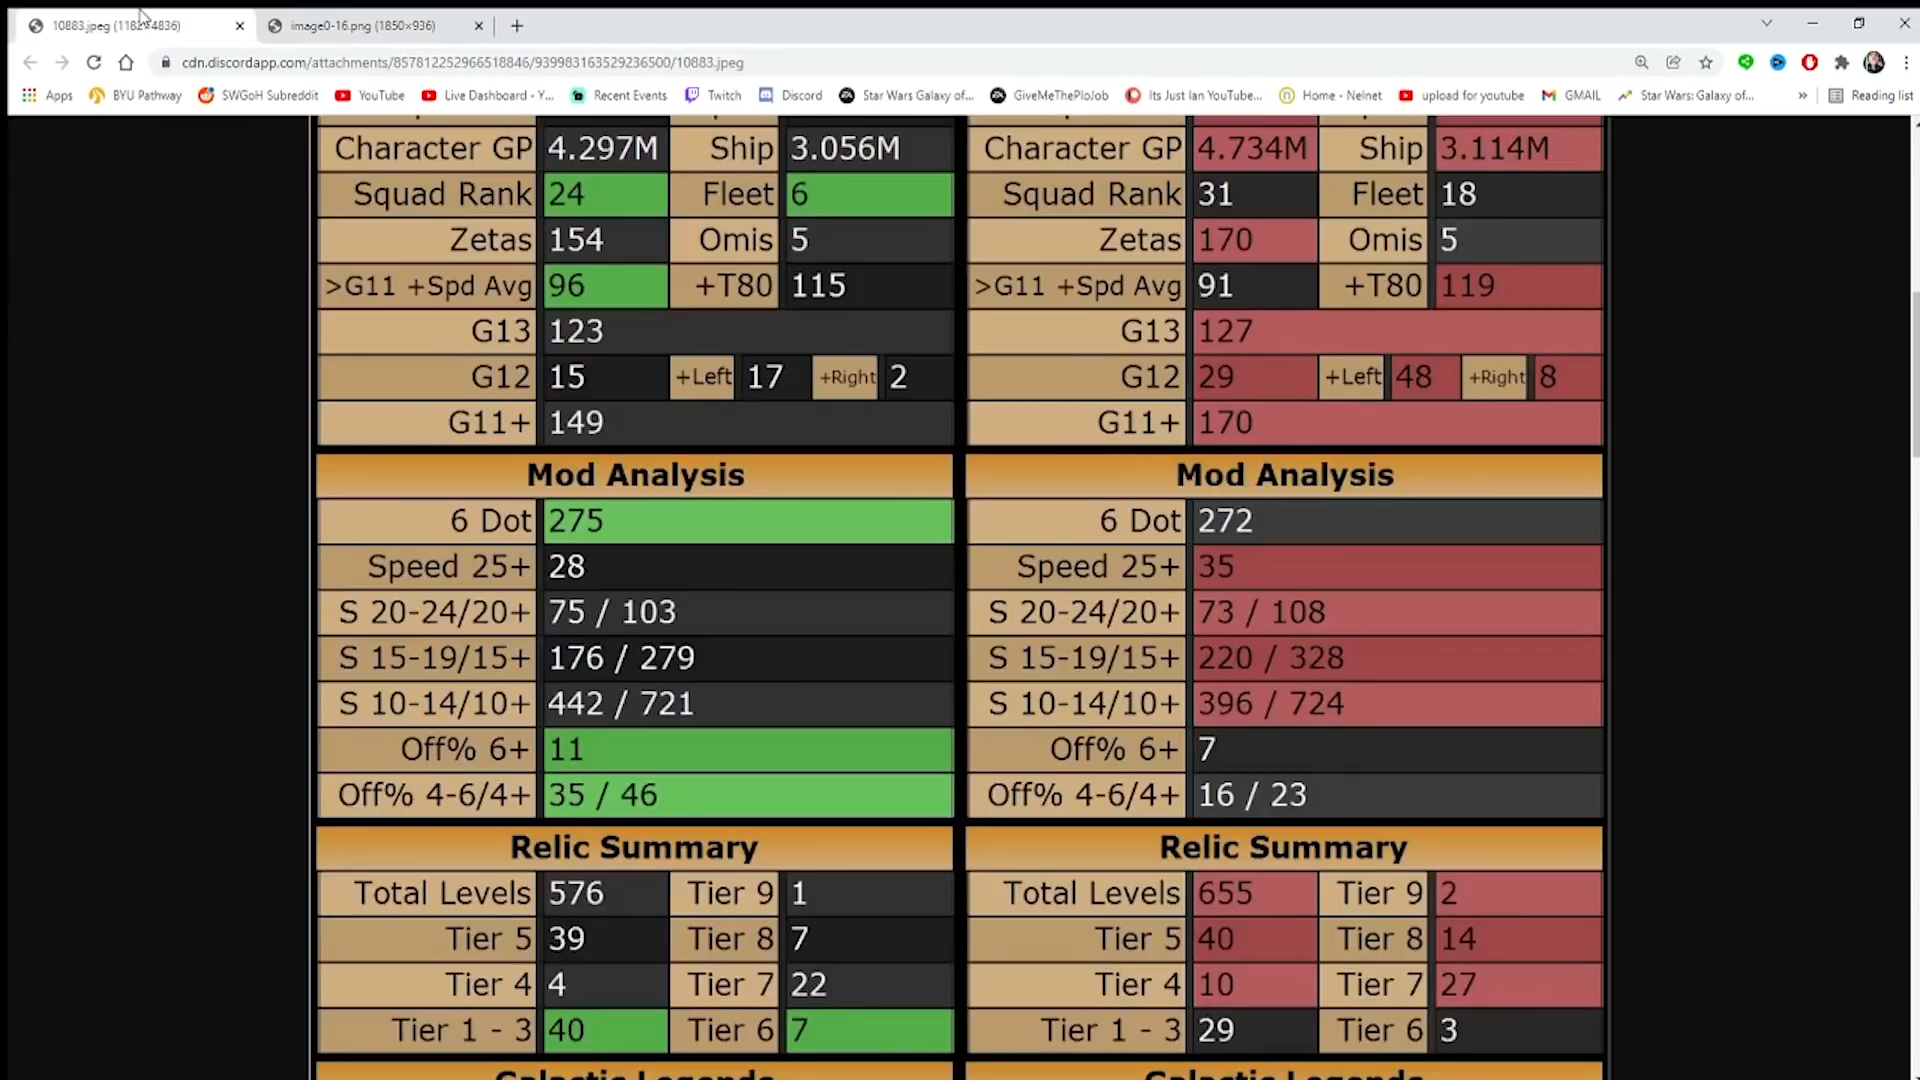 10883.jpeg (1182×4836)
image0-16.png (1850×936)
cdn.discordapp.com/attachments/857812252966518846/939983163529236500/10883.jpeg
Apps BYU Pathway SWGoH Subreddit YouTube Live Dashboard - Y... Recent Events Twitch Discord Star Wars Galaxy of... GiveMeThePloJob Its Just Ian YouTube... Home - Nelnet upload for youtube GMAIL Star Wars: Galaxy of... » Reading list
Character GP 4.297M Ship 3.056M
Squad Rank 24 Fleet 6
Zetas 154 Omis 5
>G11 +Spd Avg 96 +T80 115
G13 123
G12 15 +Left 17 +Right 2
G11+ 149
Mod Analysis
6 Dot 275
Speed 25+ 28
S 20-24/20+ 75 / 103
S 15-19/15+ 176 / 279
S 10-14/10+ 442 / 721
Off% 6+ 11
Off% 4-6/4+ 35 / 46
Relic Summary
Total Levels 576 Tier 9 1
Tier 5 39 Tier 8 7
Tier 4 4 Tier 7 22
Tier 1 - 3 40 Tier 6 7
Galactic Legends
Character GP 4.734M Ship 3.114M
Squad Rank 31 Fleet 18
Zetas 170 Omis 5
>G11 +Spd Avg 91 +T80 119
G13 127
G12 29 +Left 48 +Right 8
G11+ 170
Mod Analysis
6 Dot 272
Speed 25+ 35
S 20-24/20+ 73 / 108
S 15-19/15+ 220 / 328
S 10-14/10+ 396 / 724
Off% 6+ 7
Off% 4-6/4+ 16 / 23
Relic Summary
Total Levels 655 Tier 9 2
Tier 5 40 Tier 8 14
Tier 4 10 Tier 7 27
Tier 1 - 3 29 Tier 6 3
Galactic Legends